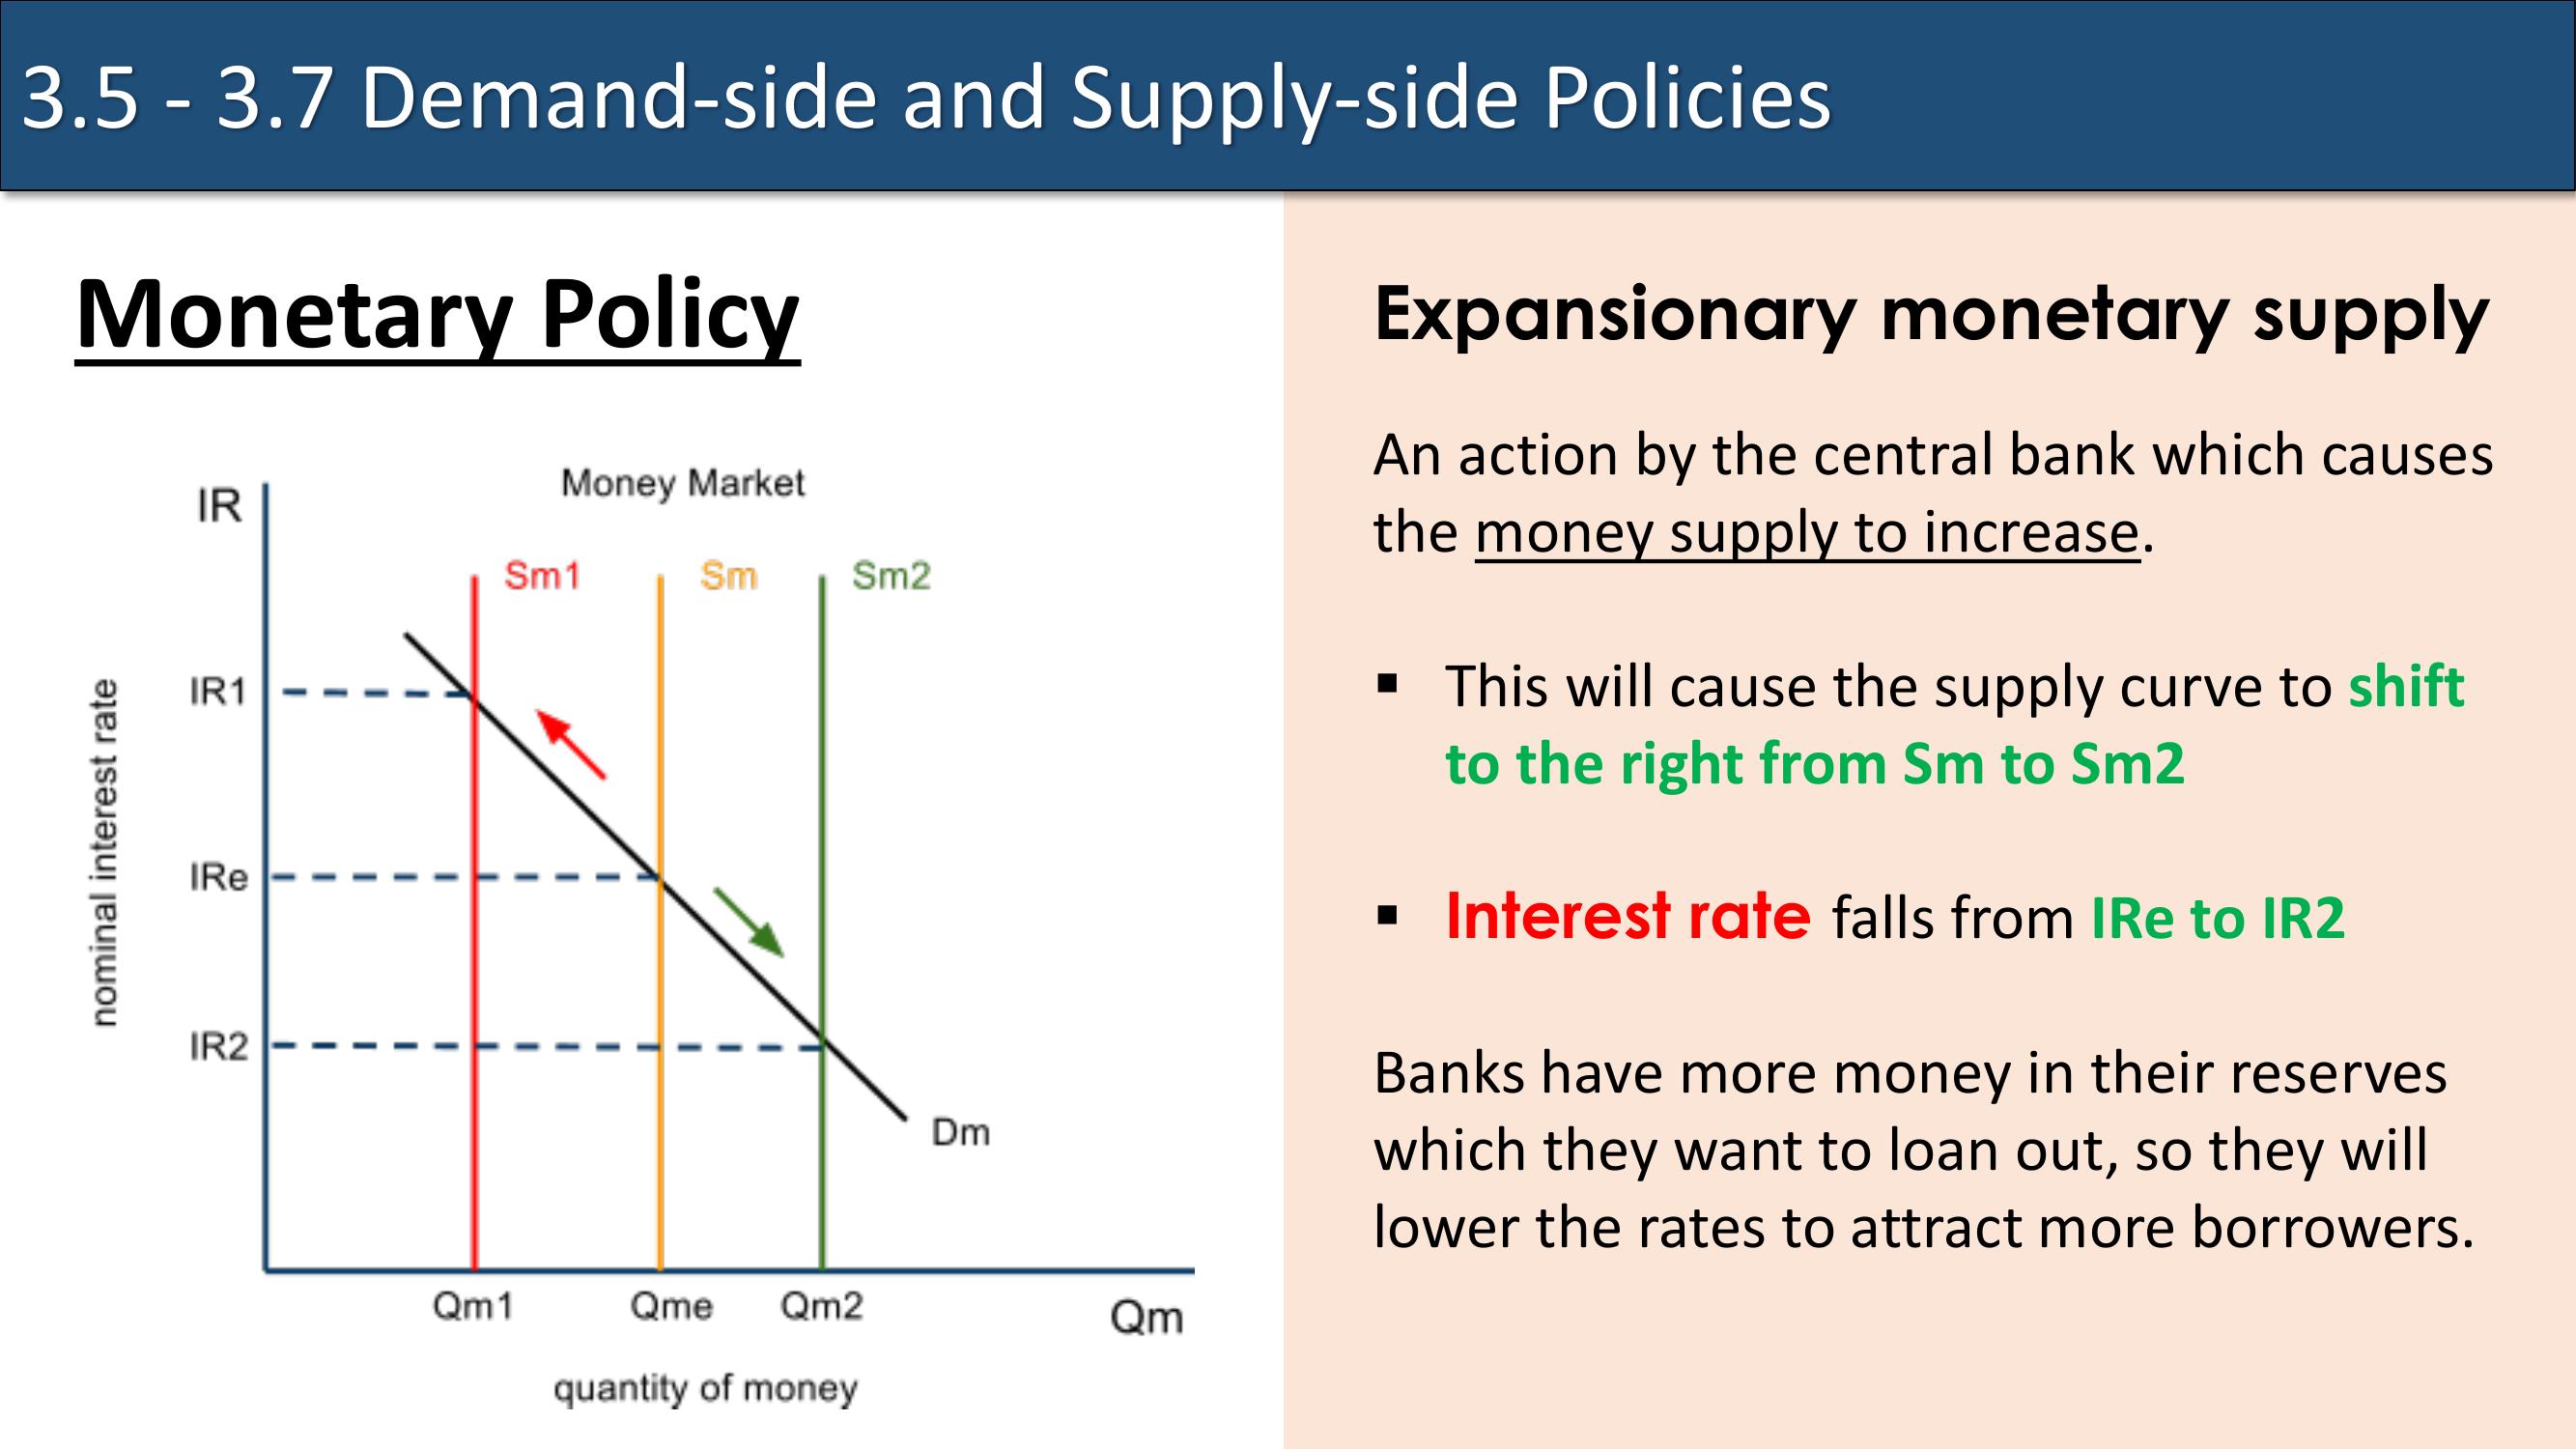 3.5 - 3.7 Demand-side and Supply-side Policies
Monetary Policy
Money Market
IR
Sm1
Sm
Sm2
IR1
IRe
IR2
nominal interest rate
Dm
Qm1
Qme
Qm2
Qm
quantity of money
Expansionary monetary supply
An action by the central bank which causes
the money supply to increase.
▪ This will cause the supply curve to shift
to the right from Sm to Sm2
▪ Interest rate falls from IRe to IR2
Banks have more money in their reserves
which they want to loan out, so they will
lower the rates to attract more borrowers.